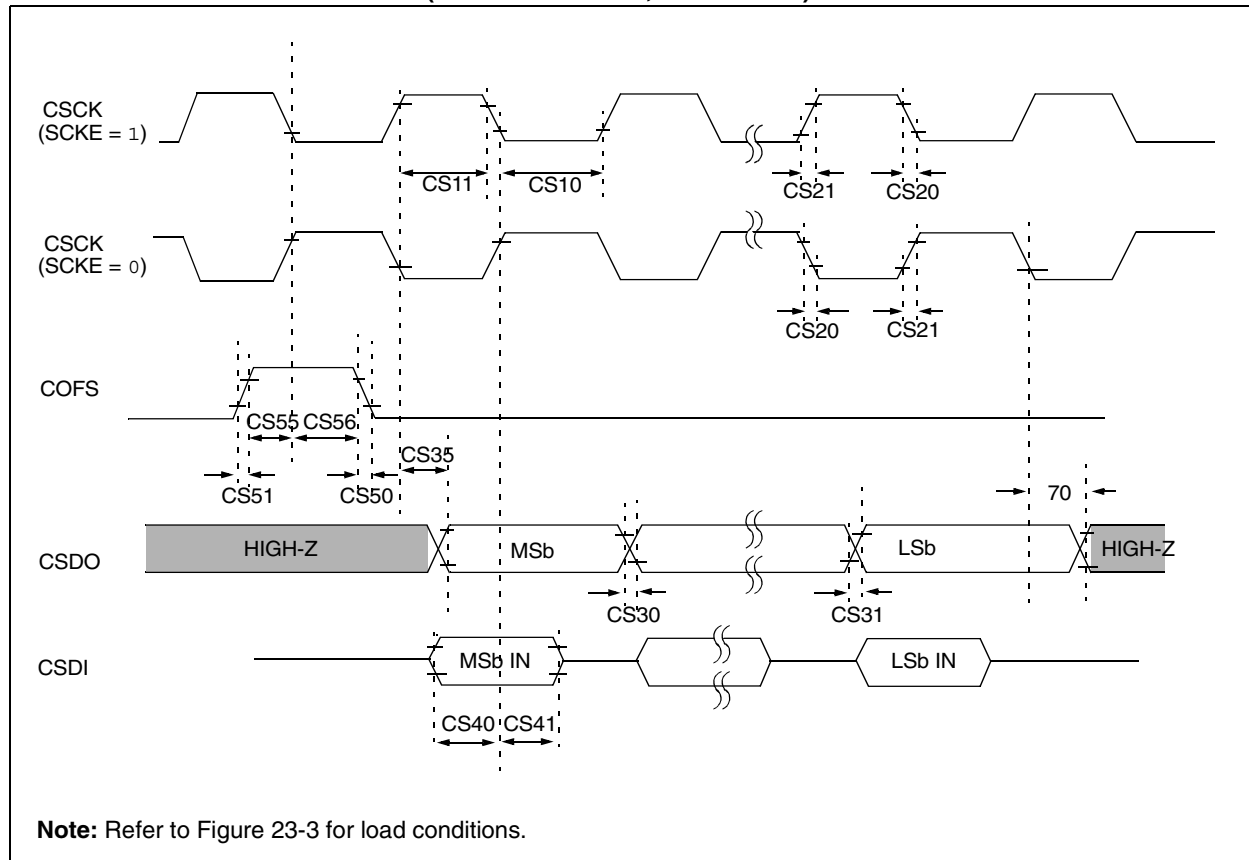 CSCK
(SCKE = 1)
CS11
CS10
CS21
CS20
CSCK
(SCKE = 0)
CS20
CS21
COFS
CS55
CS56
CS35
CS51
CS50
70
CSDO
HIGH-Z
MSb
LSb
HIGH-Z
CS30
CS31
CSDI
MSb IN
LSb IN
CS40
CS41
Note: Refer to Figure 23-3 for load conditions.